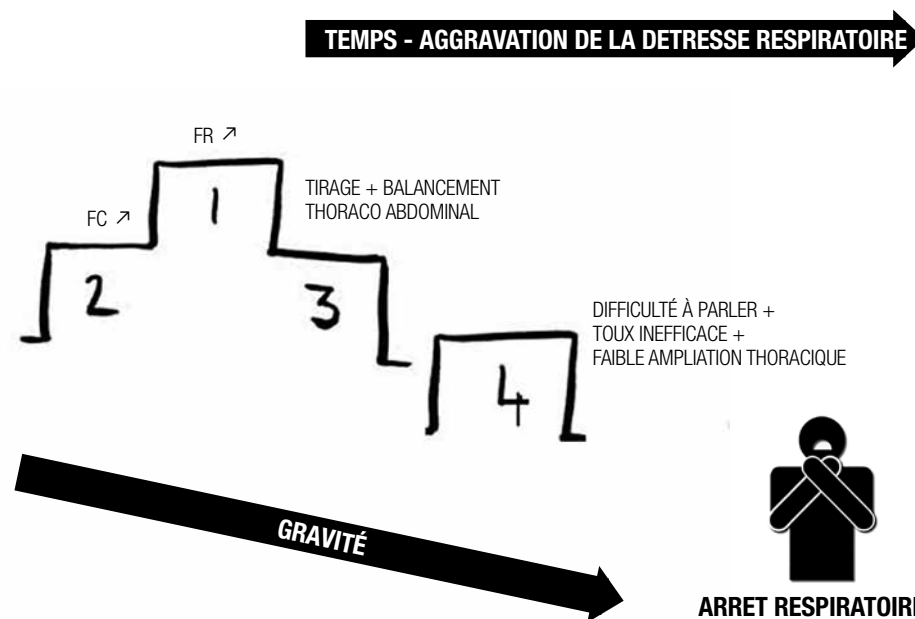 TEMPS - AGGRAVATION DE LA DETRESSE RESPIRATOIRE
FR ↗
1
TIRAGE + BALANCEMENT
THORACO ABDOMINAL
FC ↗
2
3
DIFFICULTÉ À PARLER +
TOUX INEFFICACE +
FAIBLE AMPLIATION THORACIQUE
4
GRAVITÉ
ARRET RESPIRATOIRE